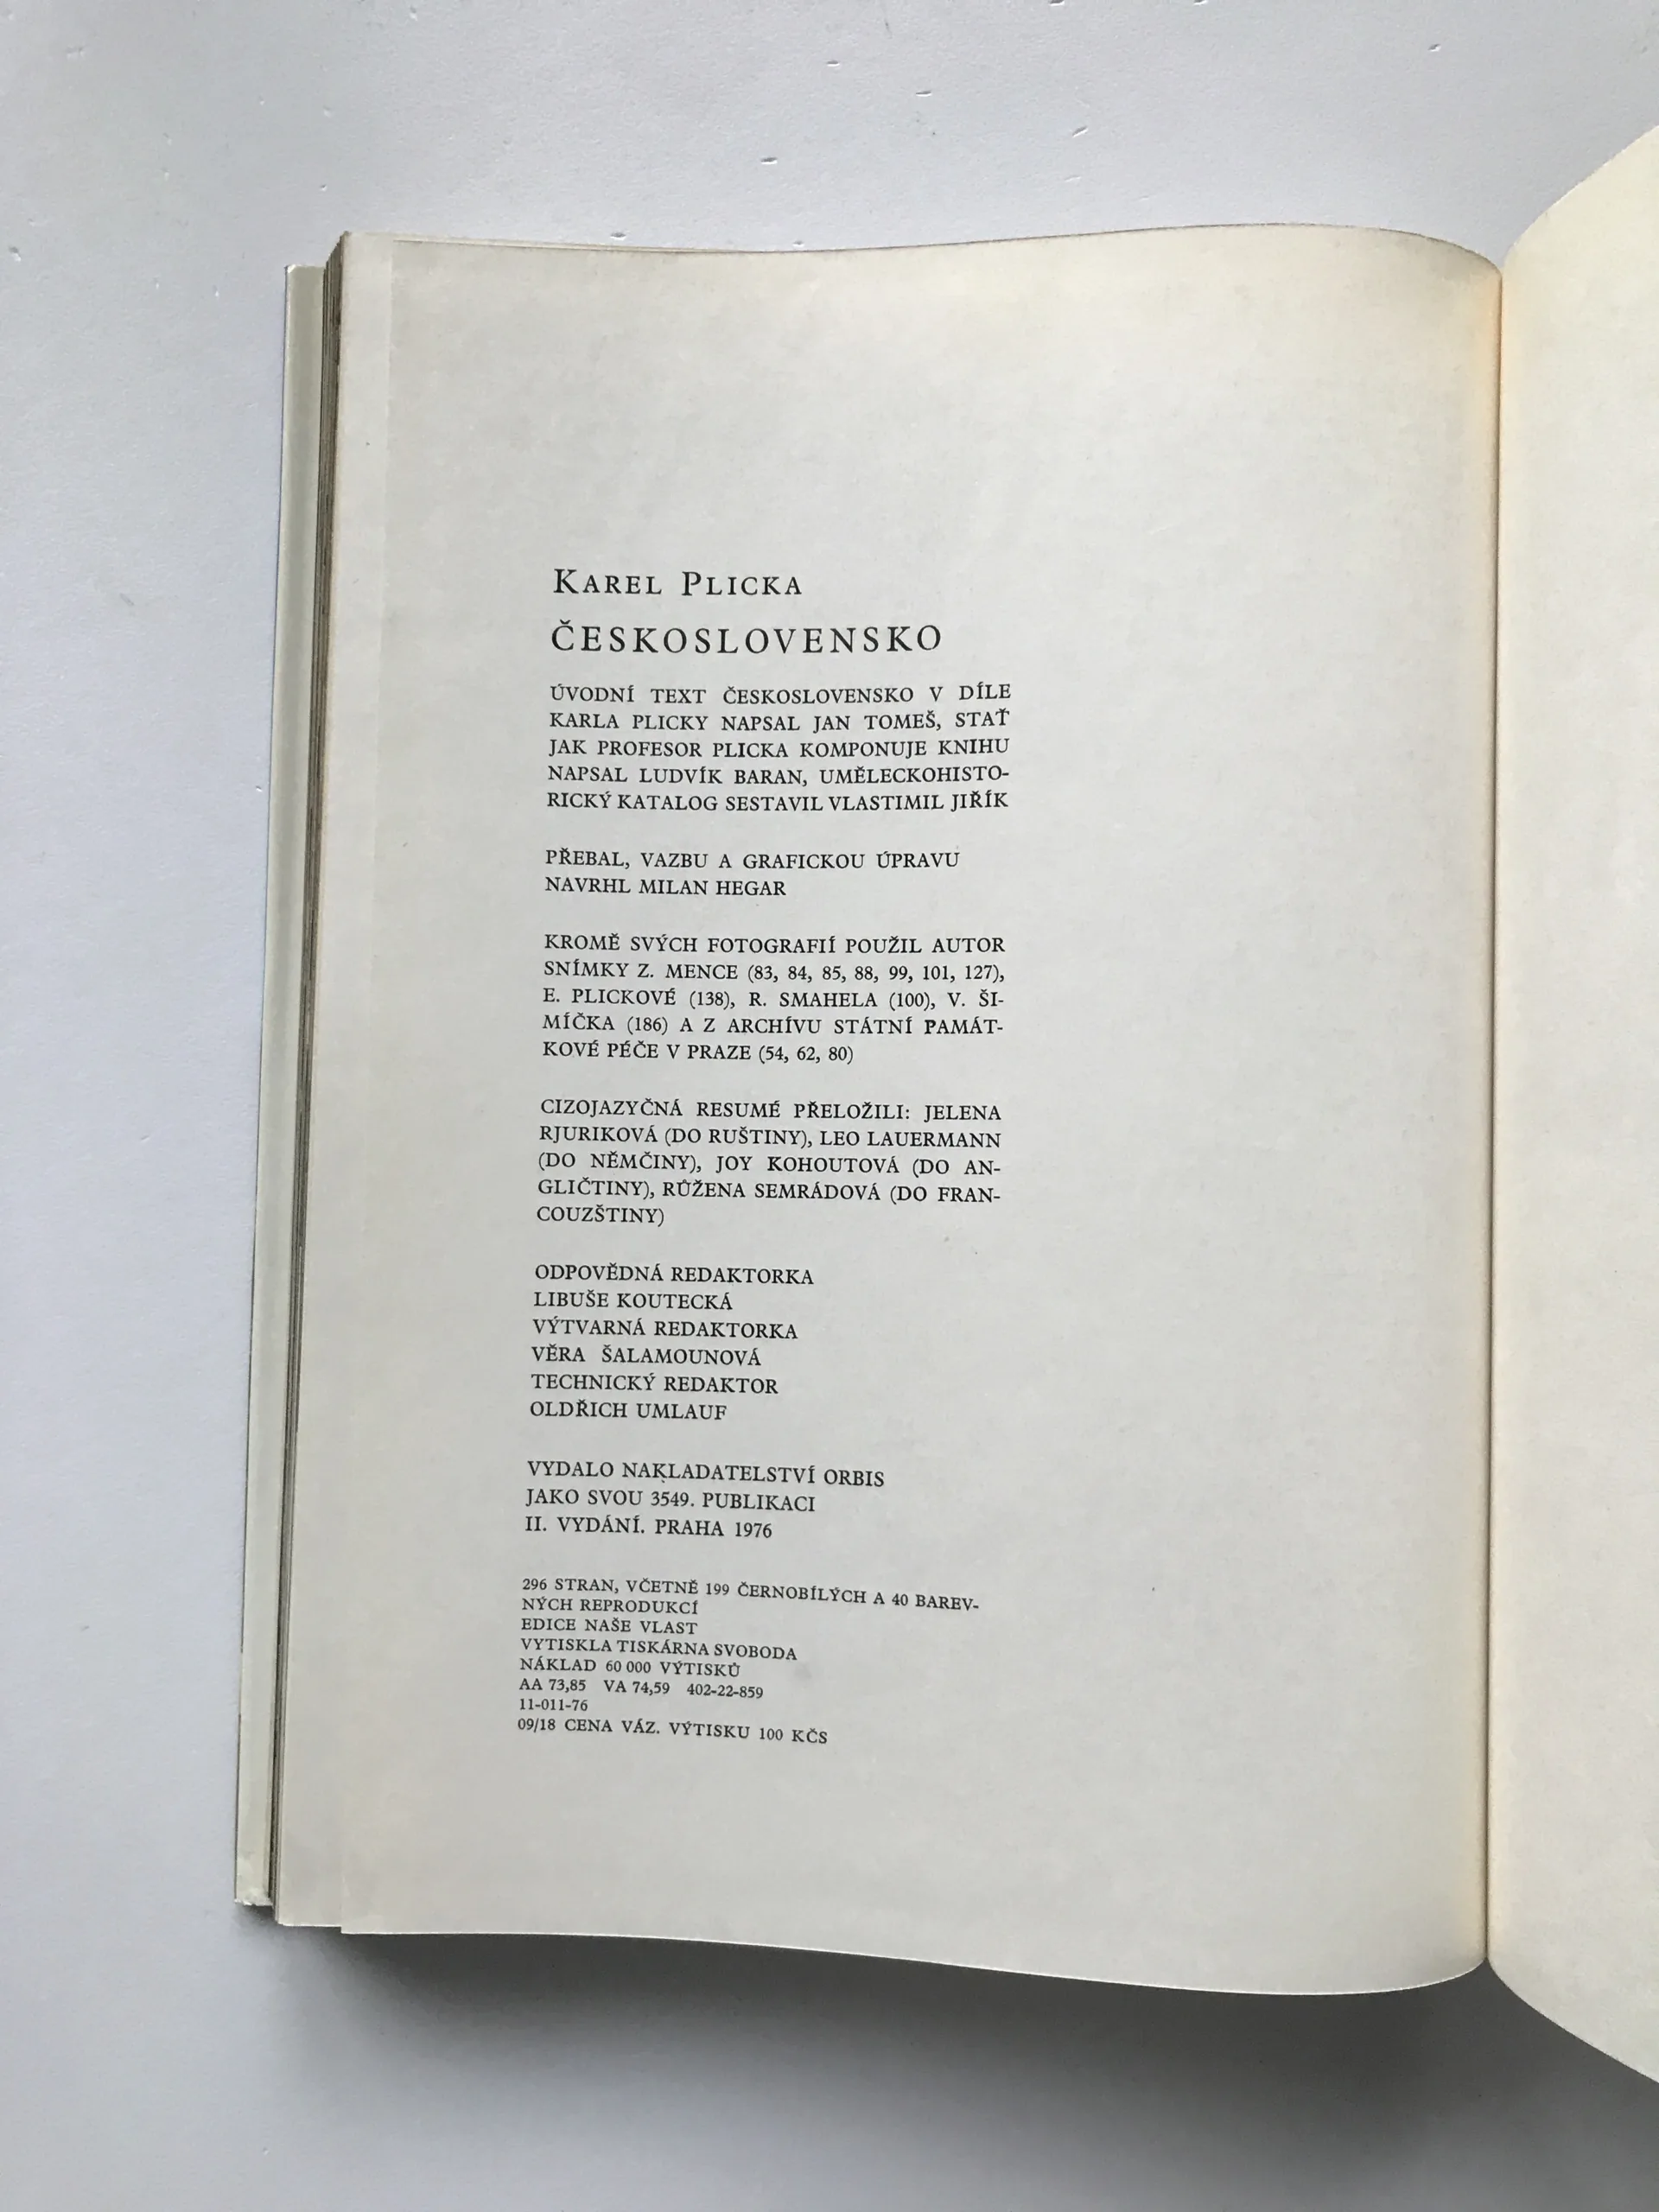 KAREL PLICKA
ČESKOSLOVENSKO
ÚVODNÍ TEXT ČESKOSLOVENSKO V DÍLE
KARLA PLICKY NAPSAL JAN TOMEŠ, STAŤ
JAK PROFESOR PLICKA KOMPONUJE KNIHU
NAPSAL LUDVÍK BARAN, UMĚLECKOHISTO-
RICKÝ KATALOG SESTAVIL VLASTIMIL JIŘÍK
PŘEBAL, VAZBU A GRAFICKOU ÚPRAVU
NAVRHL MILAN HEGAR
KROMĚ SVÝCH FOTOGRAFIÍ POUŽIL AUTOR
SNÍMKY Z. MENCE (83, 84, 85, 88, 99, 101, 127),
E. PLICKOVÉ (138), R. SMAHELA (100), V. ŠI-
MÍČKA (186) A Z ARCHÍVU STÁTNÍ PAMÁT-
KOVÉ PÉČE V PRAZE (54, 62, 80)
CIZOJAZYČNÁ RESUMÉ PŘELOŽILI: JELENA
RJURIKOVÁ (DO RUŠTINY), LEO LAUERMANN
(DO NĚMČINY), JOY KOHOUTOVÁ (DO AN-
GLIČTINY), RŮŽENA SEMRÁDOVÁ (DO FRAN-
COUZŠTINY)
ODPOVĚDNÁ REDAKTORKA
LIBUŠE KOUTECKÁ
VÝTVARNÁ REDAKTORKA
VĚRA ŠALAMOUNOVÁ
TECHNICKÝ REDAKTOR
OLDŘICH UMLAUF
VYDALO NAKLADATELSTVÍ ORBIS
JAKO SVOU 3549. PUBLIKACI
II. VYDÁNÍ. PRAHA 1976
296 STRAN, VČETNĚ 199 ČERNOBÍLÝCH A 40 BAREV-
NÝCH REPRODUKCÍ
EDICE NAŠE VLAST
VYTISKLA TISKÁRNA SVOBODA
NÁKLAD 60 000 VÝTISKŮ
AA 73,85 VA 74,59 402-22-859
11-011-76
09/18 CENA VÁZ. VÝTISKU 100 KČS